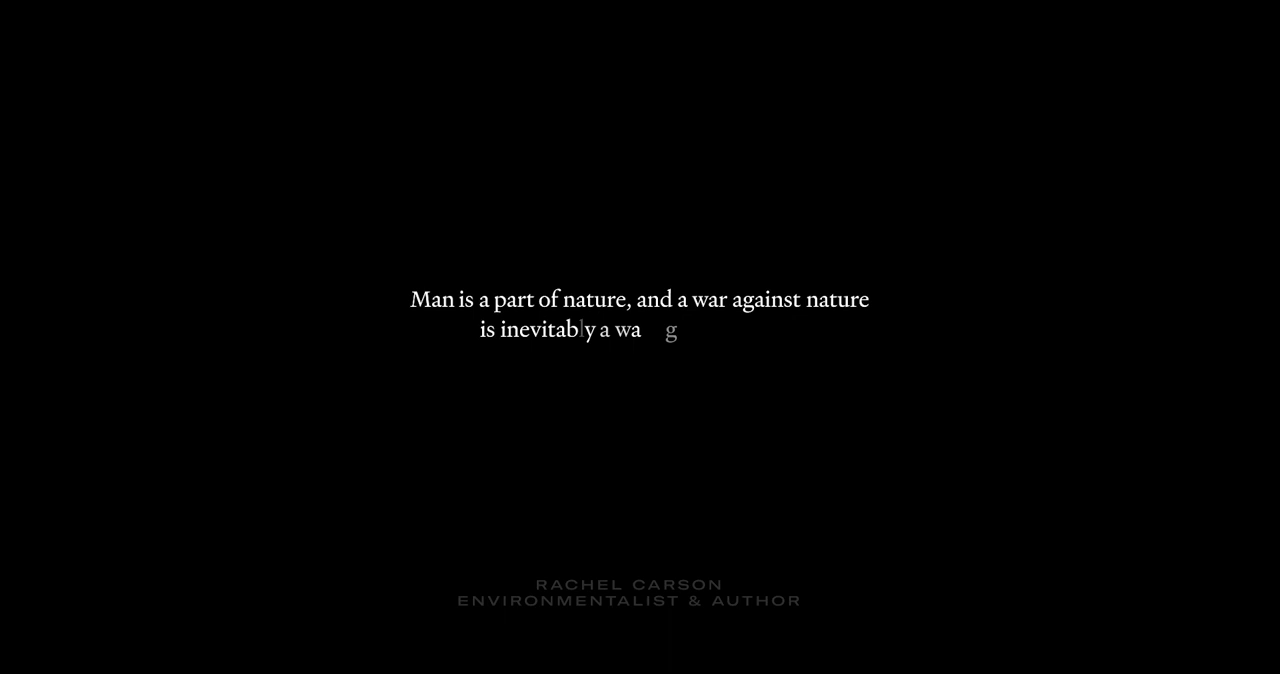 Man is a part of nature, and a war against nature
is inevitably a wa g
RACHEL CARSON
ENVIRONMENTALIST & AUTHOR